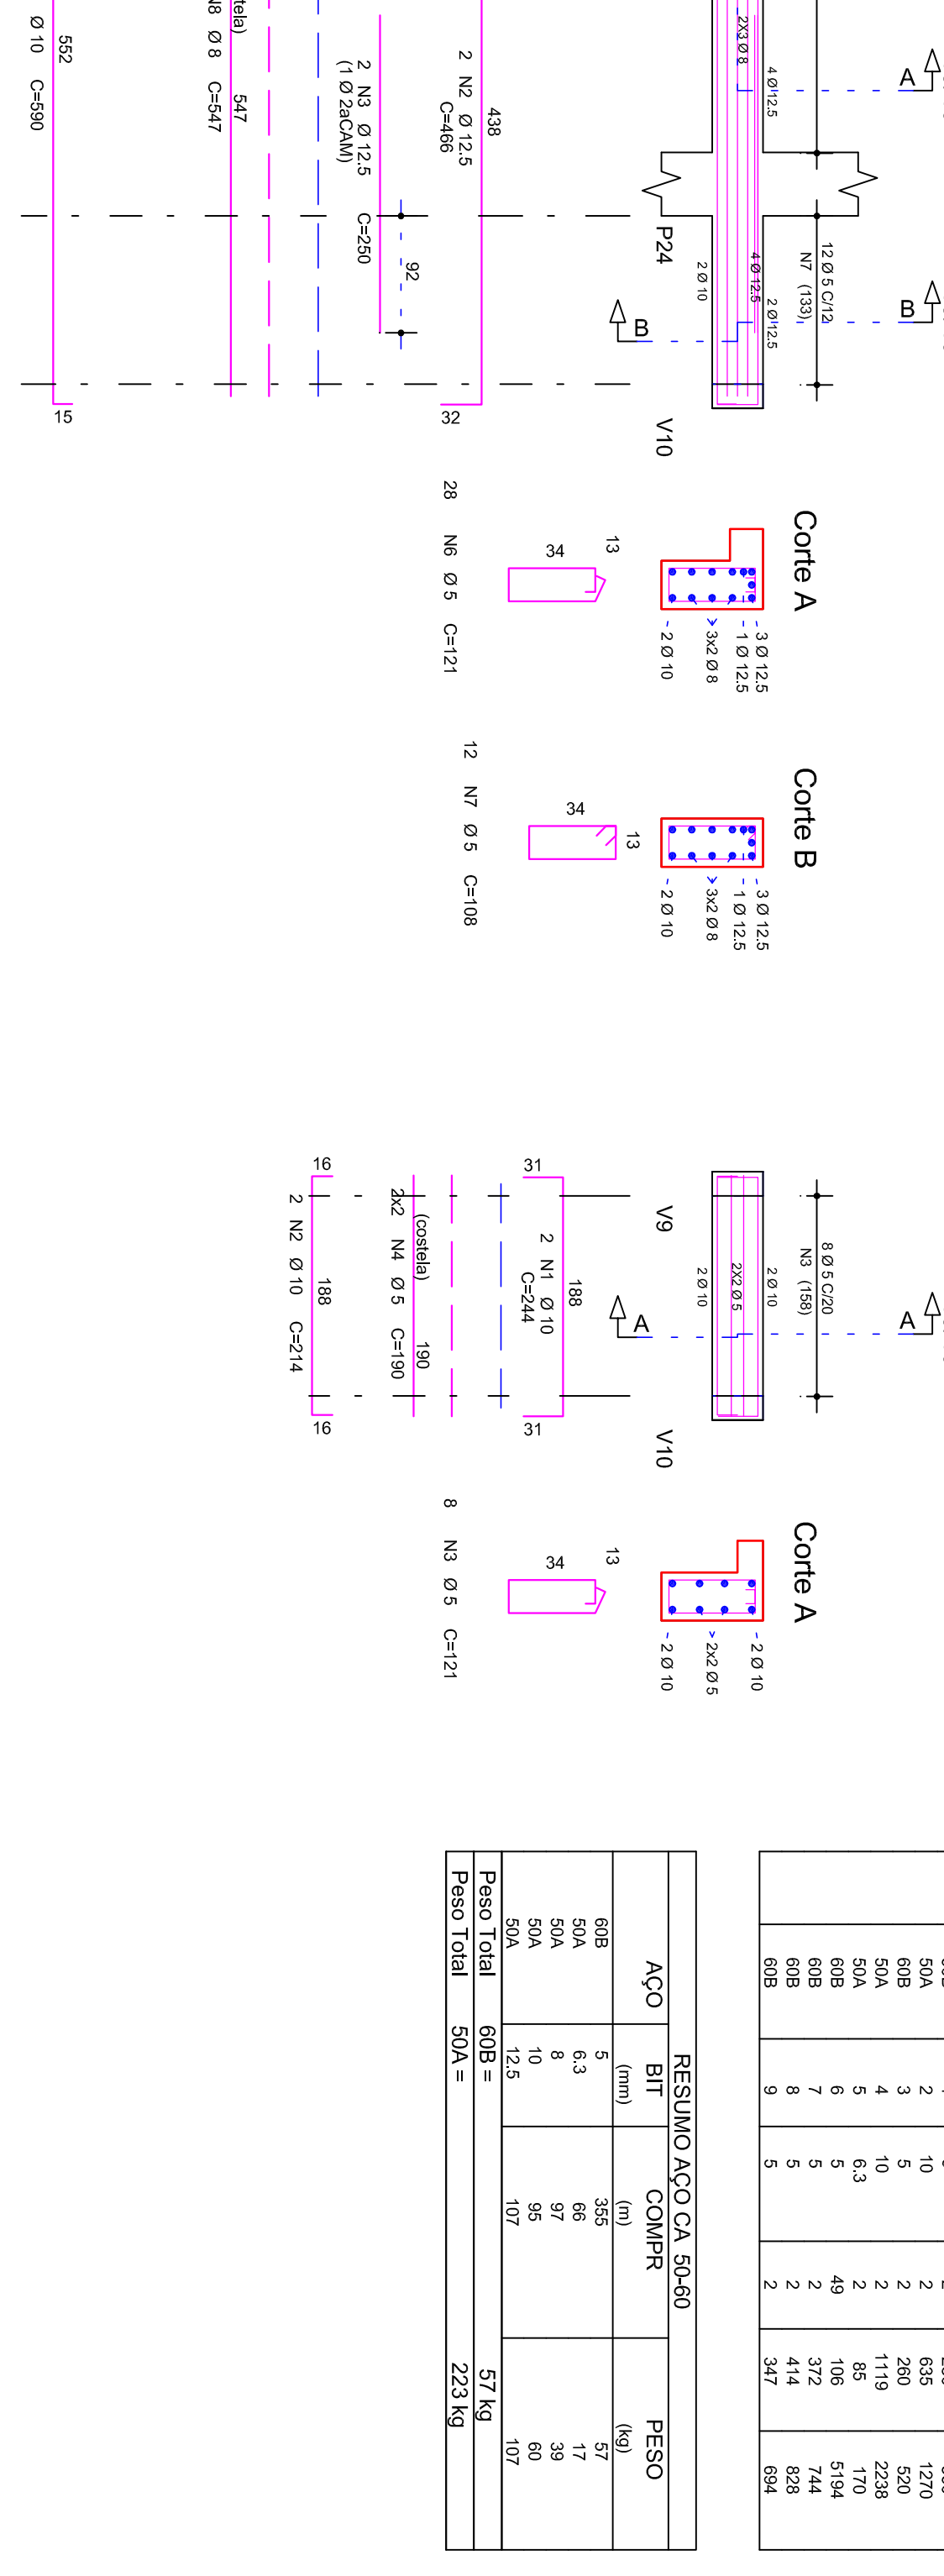 A
4 Ø 12.5
2X3 Ø 8
P24
12 Ø 5 C/12
N7 (133)
B
4 Ø 12.5
2 Ø 12.5
2 Ø 10
B
V10
438
2 N2 Ø 12.5
C=466
32
2 N3 Ø 12.5 C=250
(1 Ø 2aCAM)
92
547
N8 Ø 8 C=547
552
Ø 10 C=590
15
Corte A
3 Ø 12.5
1 Ø 12.5
3x2 Ø 8
2 Ø 10
13
34
28 N6 Ø 5 C=121
Corte B
3 Ø 12.5
1 Ø 12.5
3x2 Ø 8
2 Ø 10
13
34
12 N7 Ø 5 C=108
8 Ø 5 C/20
N3 (158)
A
2 Ø 10
2X2 Ø 5
2 Ø 10
V9
A
V10
188
31
2 N1 Ø 10
C=244
31
(costela) 190
2x2 N4 Ø 5 C=190
16
188
16
2 N2 Ø 10 C=214
Corte A
2 Ø 10
2x2 Ø 5
2 Ø 10
13
34
8 N3 Ø 5 C=121
50A 2 10 2 635 1270
60B 3 5 2 260 520
50A 4 10 2 1119 2238
50A 5 6.3 2 85 170
60B 6 5 49 106 5194
60B 7 5 2 372 744
60B 8 5 2 414 828
60B 9 5 2 347 694
RESUMO AÇO CA 50-60
AÇO BIT COMPR PESO
(mm) (m) (kg)
60B 5 355 57
50A 6.3 66 17
50A 8 97 39
50A 10 95 60
50A 12.5 107 107
Peso Total 60B = 57 kg
Peso Total 50A = 223 kg